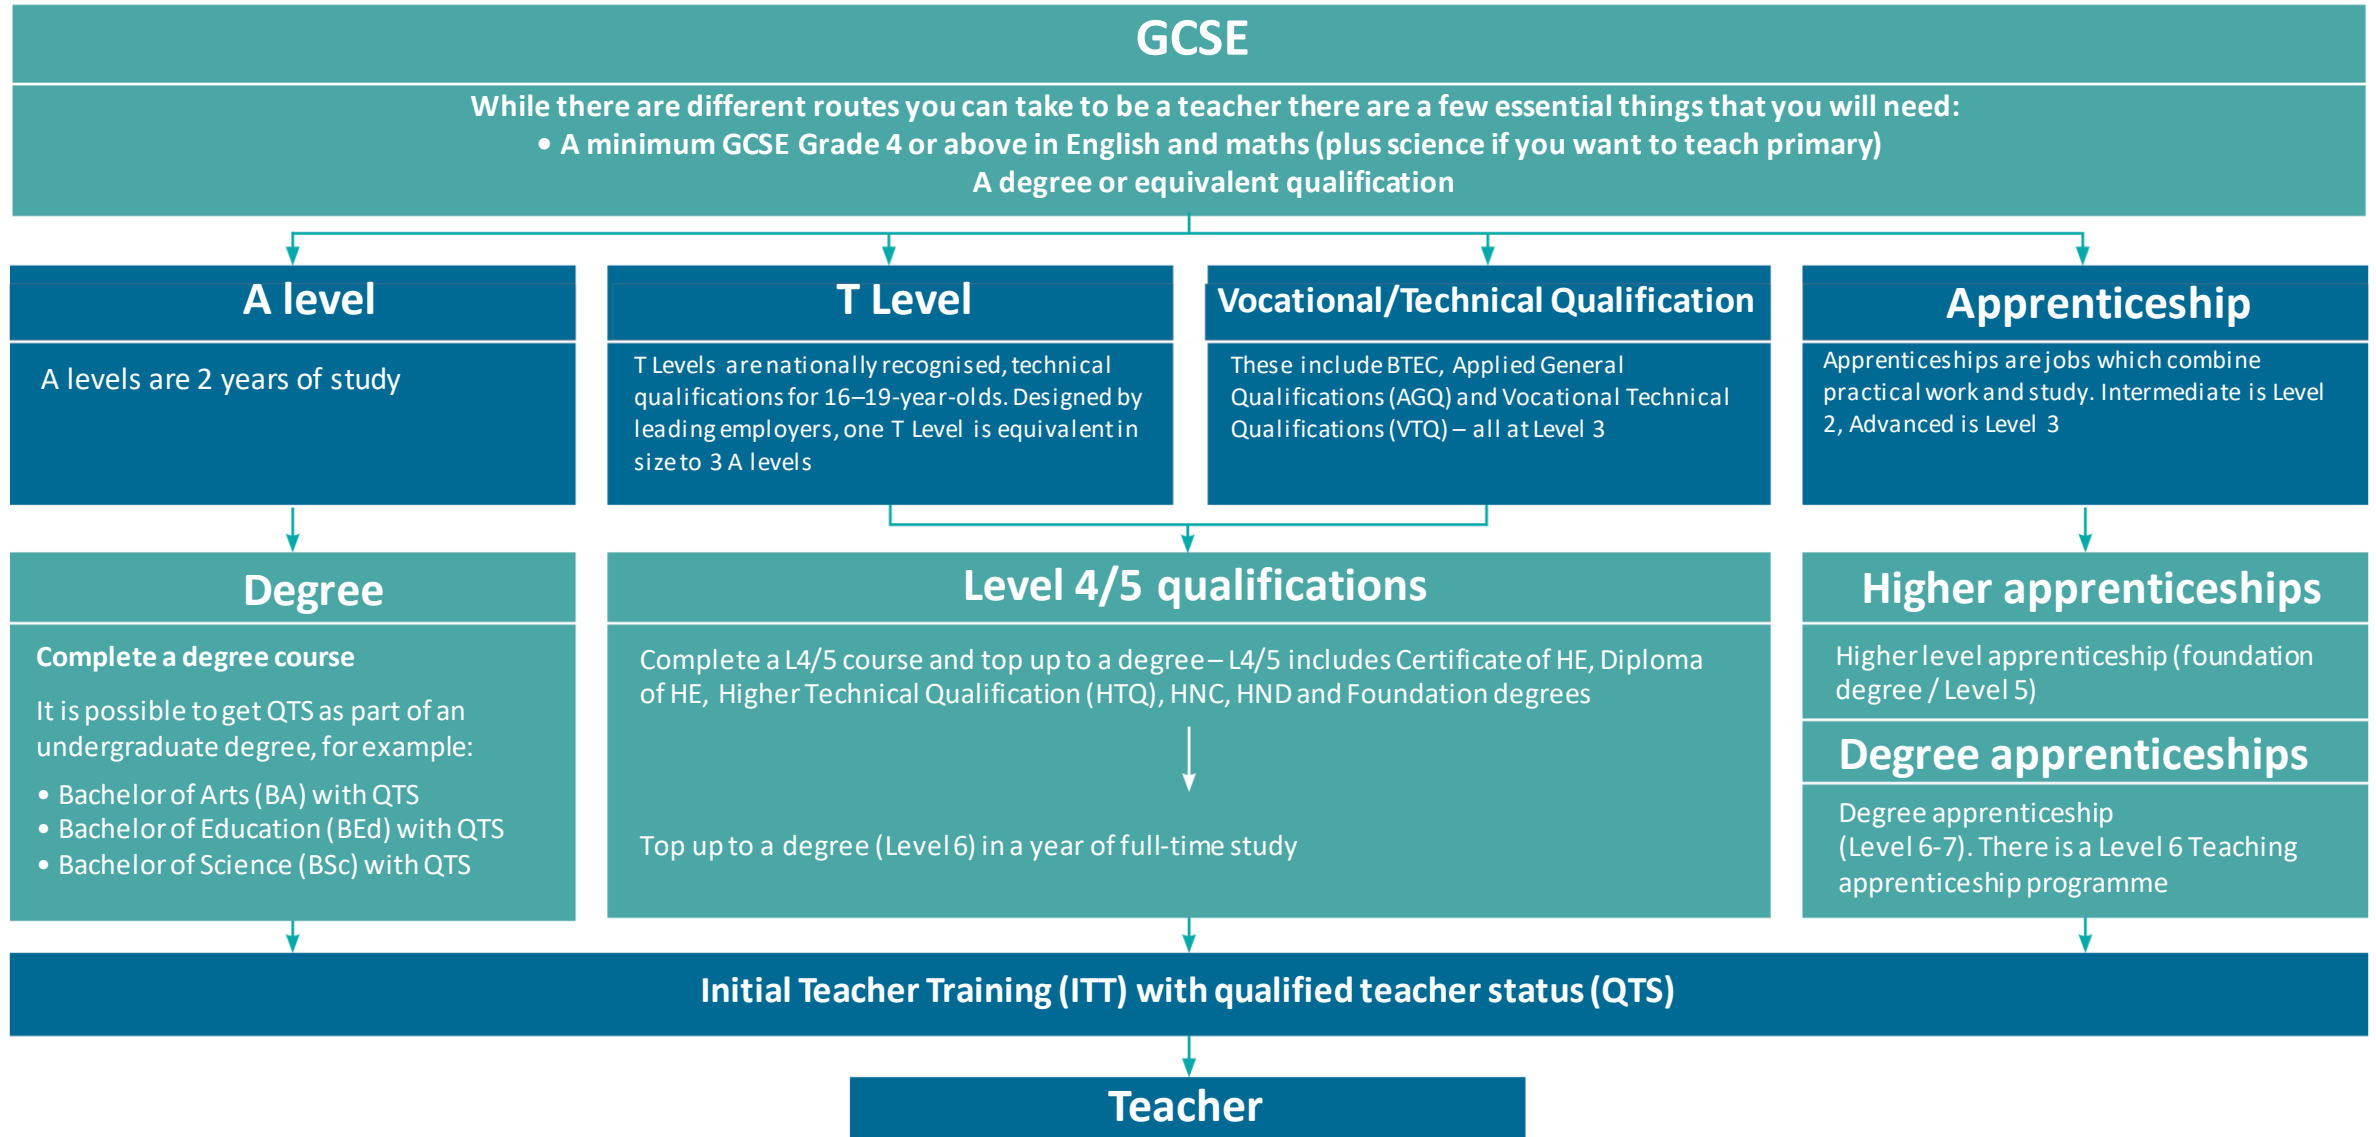 GCSE
While there are different routes you can take to be a teacher there are a few essential things that you will need:
• A minimum GCSE Grade 4 or above in English and maths (plus science if you want to teach primary)
A degree or equivalent qualification
A level
A levels are 2 years of study
T Level
T Levels are nationally recognised, technical
qualifications for 16–19-year-olds. Designed by
leading employers, one T Level is equivalent in
size to 3 A levels
Vocational/Technical Qualification
These include BTEC, Applied General
Qualifications (AGQ) and Vocational Technical
Qualifications (VTQ) – all at Level 3
Apprenticeship
Apprenticeships are jobs which combine
practical work and study. Intermediate is Level
2, Advanced is Level 3
Degree
Complete a degree course
It is possible to get QTS as part of an
undergraduate degree, for example:
• Bachelor of Arts (BA) with QTS
• Bachelor of Education (BEd) with QTS
• Bachelor of Science (BSc) with QTS
Level 4/5 qualifications
Complete a L4/5 course and top up to a degree – L4/5 includes Certificate of HE, Diploma
of HE, Higher Technical Qualification (HTQ), HNC, HND and Foundation degrees
Top up to a degree (Level 6) in a year of full-time study
Higher apprenticeships
Higher level apprenticeship (foundation
degree / Level 5)
Degree apprenticeships
Degree apprenticeship
(Level 6-7). There is a Level 6 Teaching
apprenticeship programme
Initial Teacher Training (ITT) with qualified teacher status (QTS)
Teacher